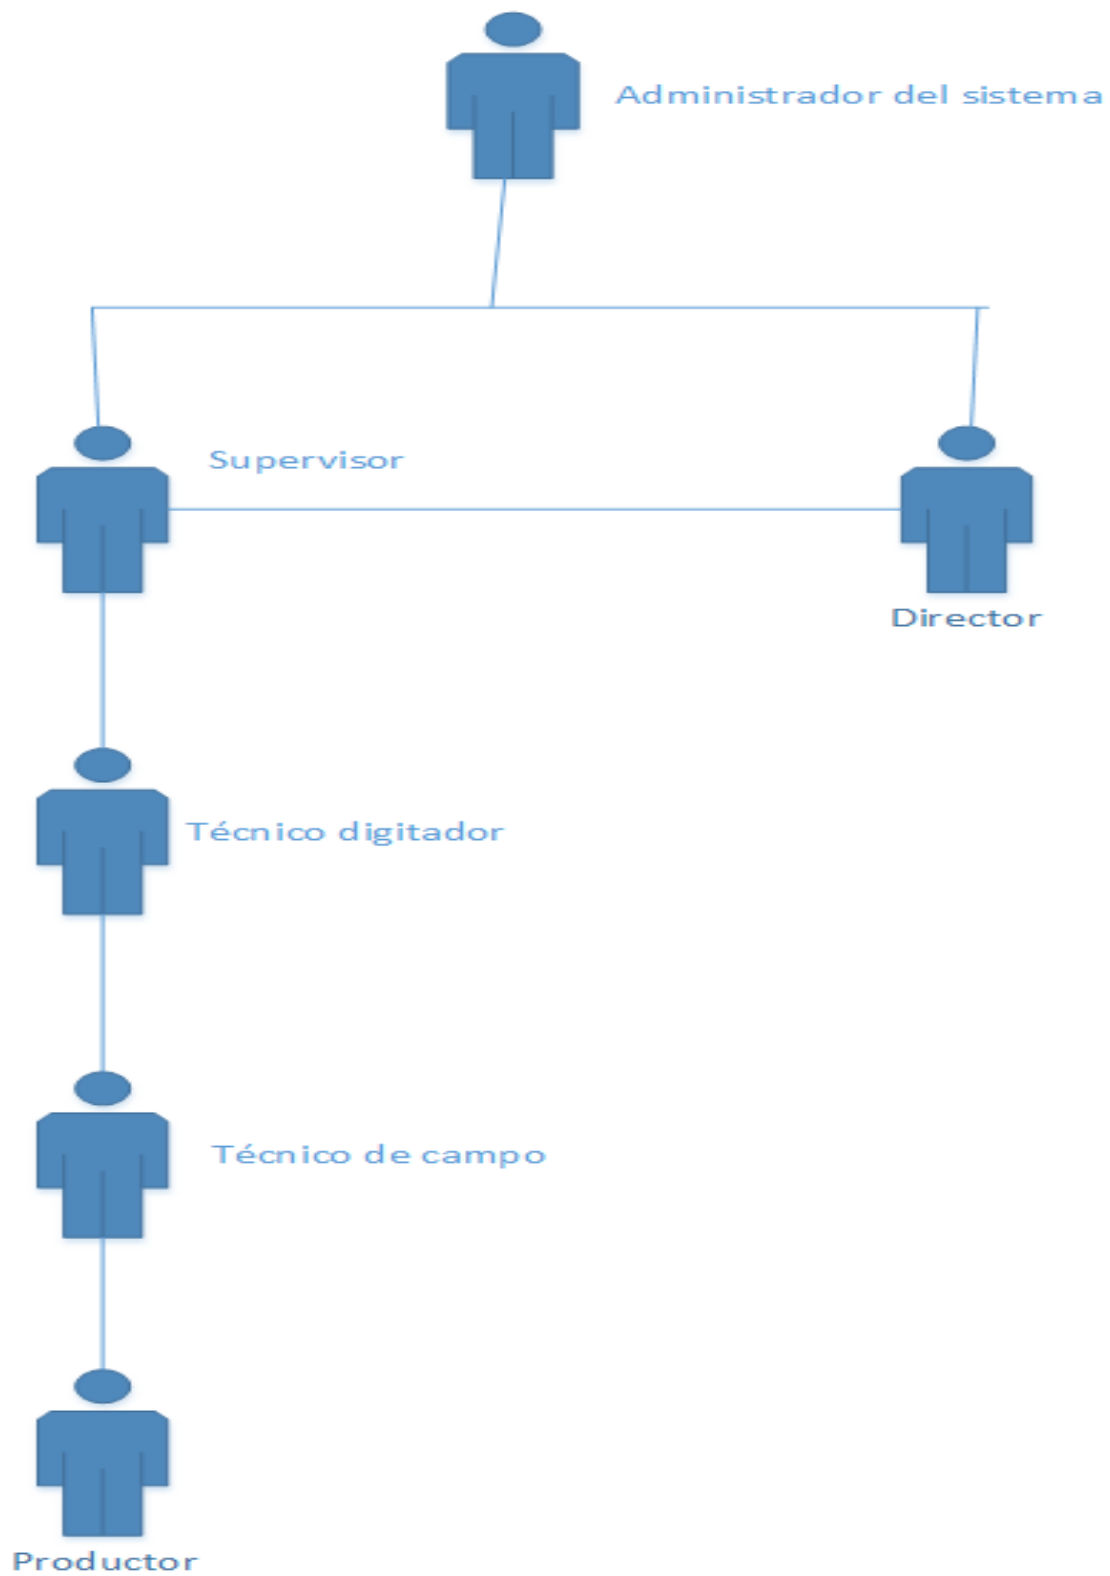 Administrador del sistema
Supervisor
Director
Técnico digitador
Técnico de campo
Productor